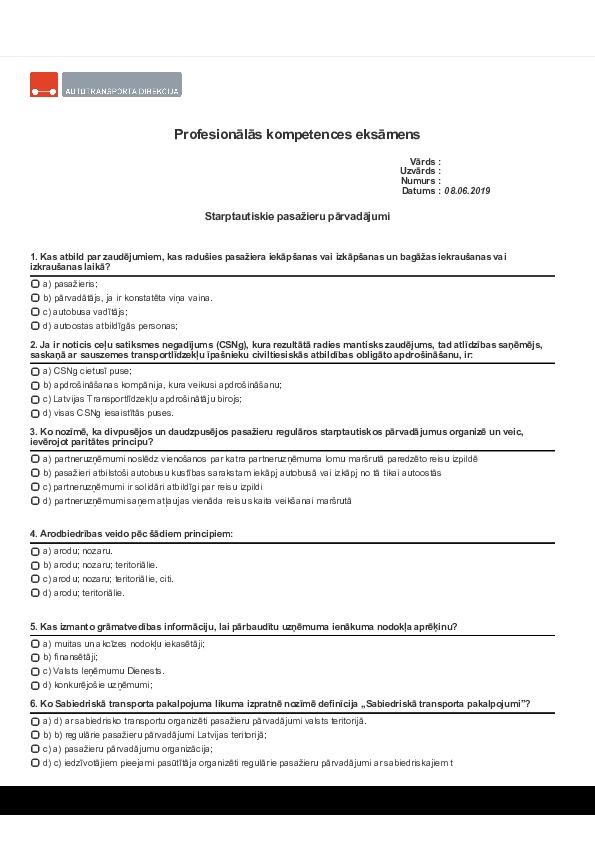 AUTOTRANSPORTA DIREKCIJA
Profesionālās kompetences eksāmens
Vārds :
Uzvārds :
Numurs :
Datums : 08.06.2019
Starptautiskie pasažieru pārvadājumi
1. Kas atbild par zaudējumiem, kas radušies pasažiera iekāpšanas vai izkāpšanas un bagāžas iekraušanas vai
izkraušanas laikā?
a) pasažieris;
b) pārvadātājs, ja ir konstatēta viņa vaina.
c) autobusa vadītājs;
d) autoostas atbildīgās personas;
2. Ja ir noticis ceļu satiksmes negadījums (CSNg), kura rezultātā radies mantisks zaudējums, tad atlīdzības saņēmējs,
saskaņā ar sauszemes transportlīdzekļu īpašnieku civiltiesiskās atbildības obligāto apdrošināšanu, ir:
a) CSNg cietusī puse;
b) apdrošināšanas kompānija, kura veikusi apdrošināšanu;
c) Latvijas Transportlīdzekļu apdrošinātāju birojs;
d) visas CSNg iesaistītās puses.
3. Ko nozīmē, ka divpusējos un daudzpusējos pasažieru regulāros starptautiskos pārvadājumus organizē un veic,
ievērojot paritātes principu?
a) partneruzņēmumi noslēdz vienošanos par katra partneruzņēmuma lomu maršrutā paredzēto reisu izpildē
b) pasažieri atbilstoši autobusu kustības sarakstam iekāpj autobusā vai izkāpj no tā tikai autoostās
c) partneruzņēmumi ir solidāri atbildīgi par reisu izpildi
d) partneruzņēmumi saņem atļaujas vienāda reisu skaita veikšanai maršrutā
4. Arodbiedrības veido pēc šādiem principiem:
a) arodu; nozaru.
b) arodu; nozaru; teritoriālie.
c) arodu; nozaru; teritoriālie, citi.
d) arodu; teritoriālie.
5. Kas izmanto grāmatvedības informāciju, lai pārbaudītu uzņēmuma ienākuma nodokļa aprēķinu?
a) muitas un akcīzes nodokļu iekasētāji;
b) finansētāji;
c) Valsts Ieņēmumu Dienests.
d) konkurējošie uzņēmumi;
6. Ko Sabiedriskā transporta pakalpojuma likuma izpratnē nozīmē definīcija „Sabiedriskā transporta pakalpojumi”?
a) d) ar sabiedrisko transportu organizēti pasažieru pārvadājumi valsts teritorijā.
b) b) regulārie pasažieru pārvadājumi Latvijas teritorijā;
c) a) pasažieru pārvadājumu organizācija;
d) c) iedzīvotājiem pieejami pasūtītāja organizēti regulārie pasažieru pārvadājumi ar sabiedriskajiem t